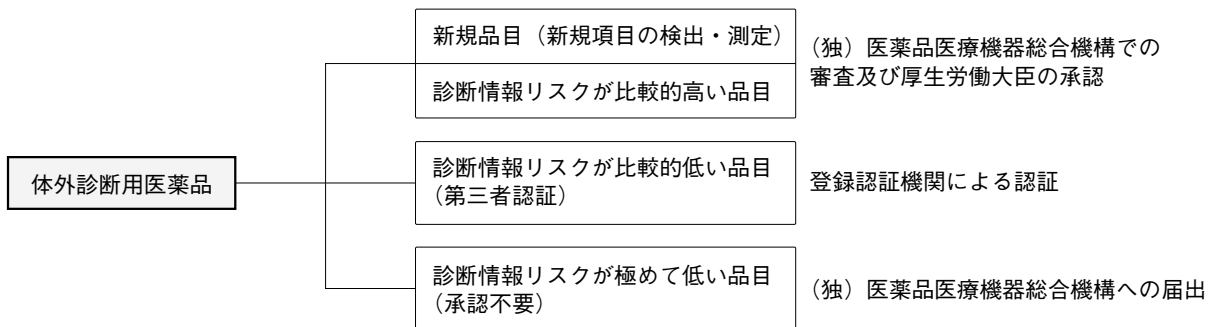 体外診断用医薬品
新規品目（新規項目の検出・測定）
診断情報リスクが比較的高い品目
（独）医薬品医療機器総合機構での
審査及び厚生労働大臣の承認
診断情報リスクが比較的低い品目
（第三者認証）
登録認証機関による認証
診断情報リスクが極めて低い品目
（承認不要）
（独）医薬品医療機器総合機構への届出